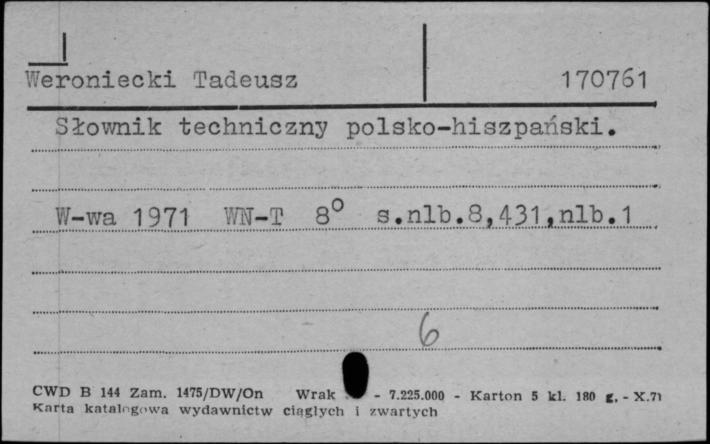 Weroniecki Tadeusz 170761
Słownik techniczny polsko-hiszpański.
W-wa 1971 WN-T 8° s.nlb.8,431,nlb.1
6
CWD B 144 Zam. 1475/DW/On Wrak - 7.225.000 - Karton 5 kl. 180 g. - X.71
Karta katalogowa wydawnictw ciągłych i zwartych